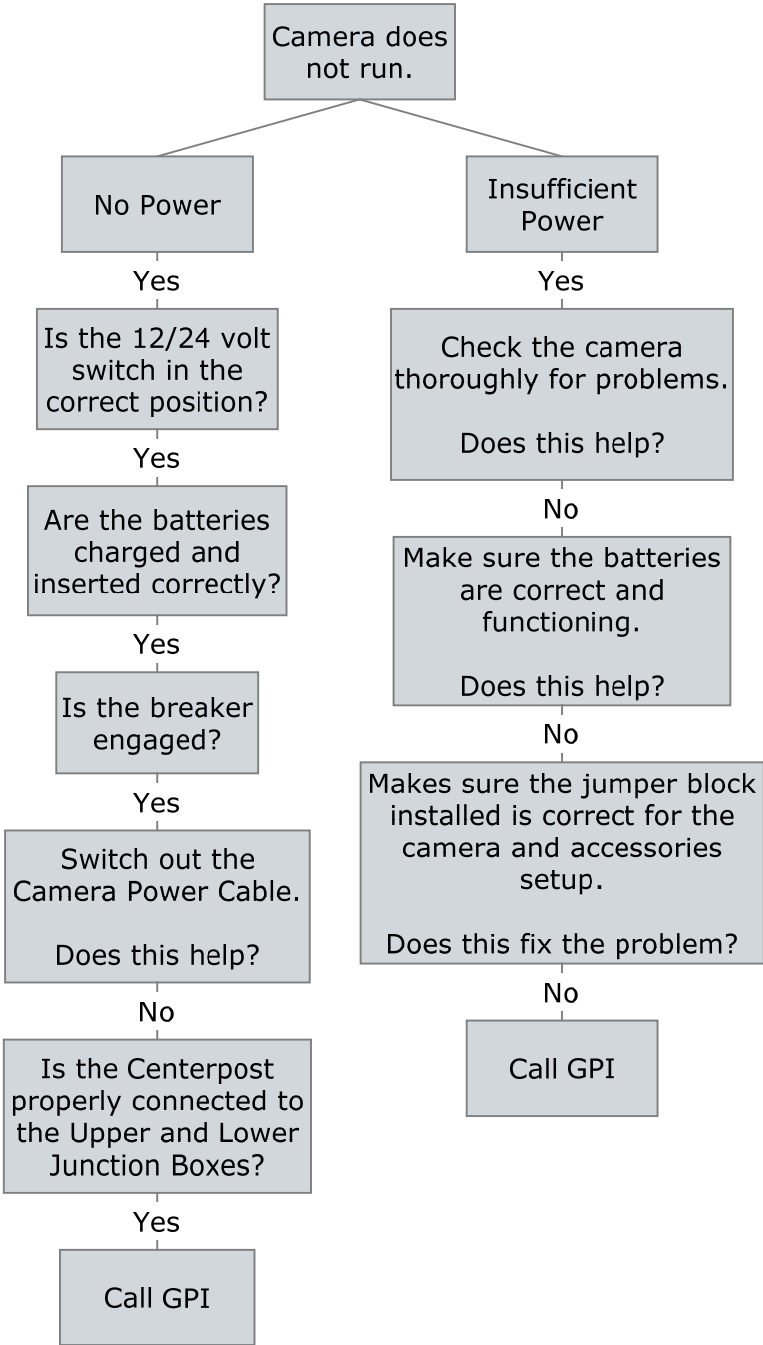 Camera does
not run.
No Power
Yes
Is the 12/24 volt
switch in the
correct position?
Yes
Are the batteries
charged and
inserted correctly?
Yes
Is the breaker
engaged?
Yes
Switch out the
Camera Power Cable.
Does this help?
No
Is the Centerpost
properly connected to
the Upper and Lower
Junction Boxes?
Yes
Call GPI
Insufficient
Power
Yes
Check the camera
thoroughly for problems.
Does this help?
No
Make sure the batteries
are correct and
functioning.
Does this help?
No
Makes sure the jumper block
installed is correct for the
camera and accessories
setup.
Does this fix the problem?
No
Call GPI